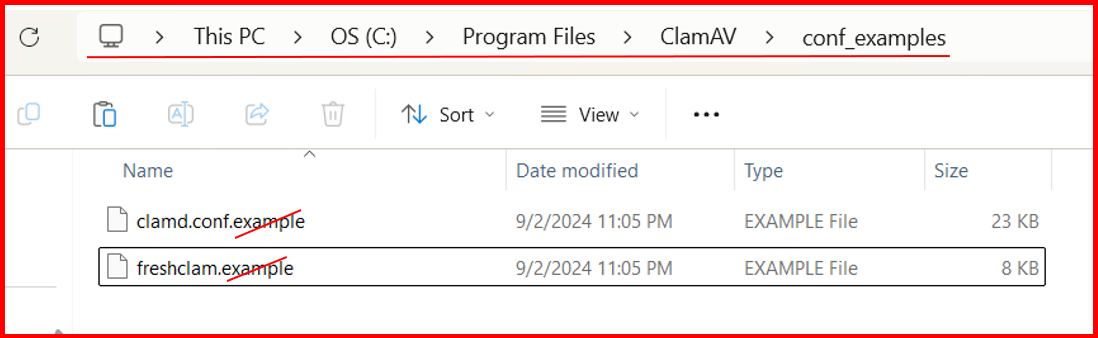 This PC > OS (C:) > Program Files > ClamAV > conf_examples
Sort View
Name Date modified Type Size
clamd.conf.example 9/2/2024 11:05 PM EXAMPLE File 23 KB
freshclam.example 9/2/2024 11:05 PM EXAMPLE File 8 KB